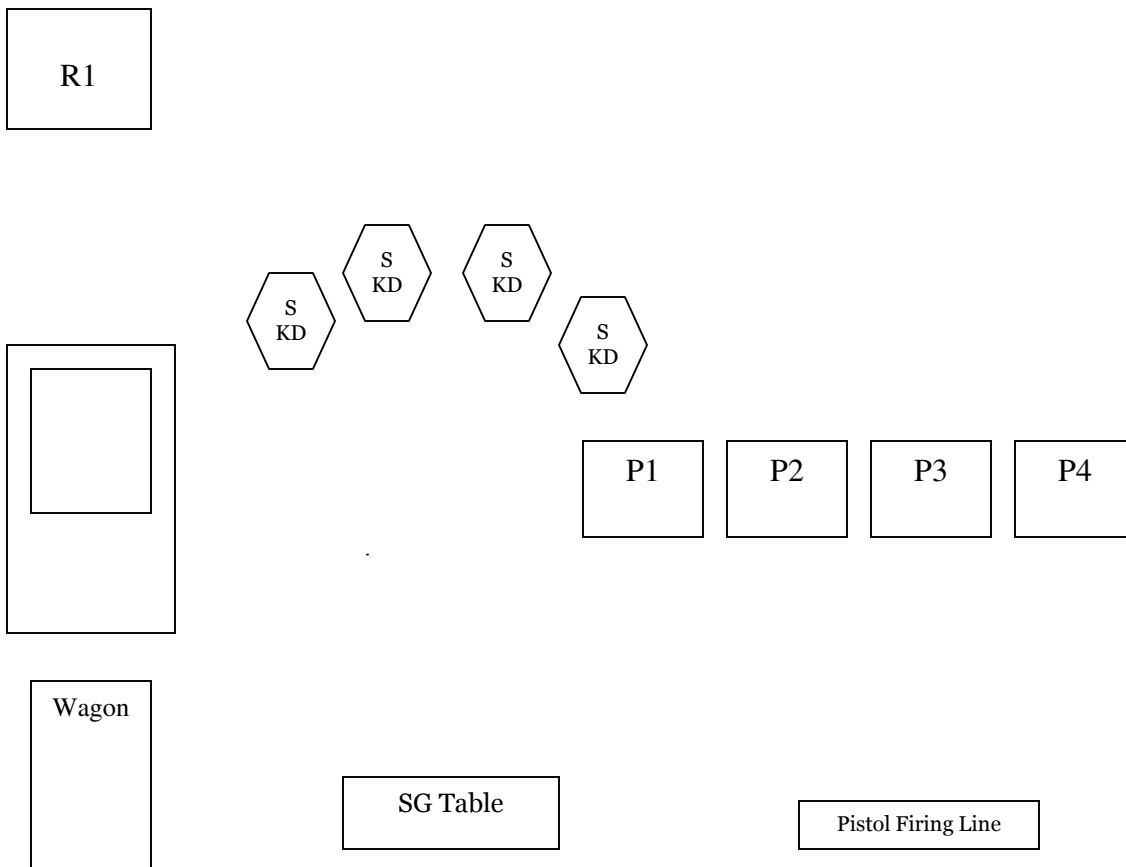 R1
S
KD
S
KD
S
KD
S
KD
P1
P2
P3
P4
Wagon
SG Table
Pistol Firing Line